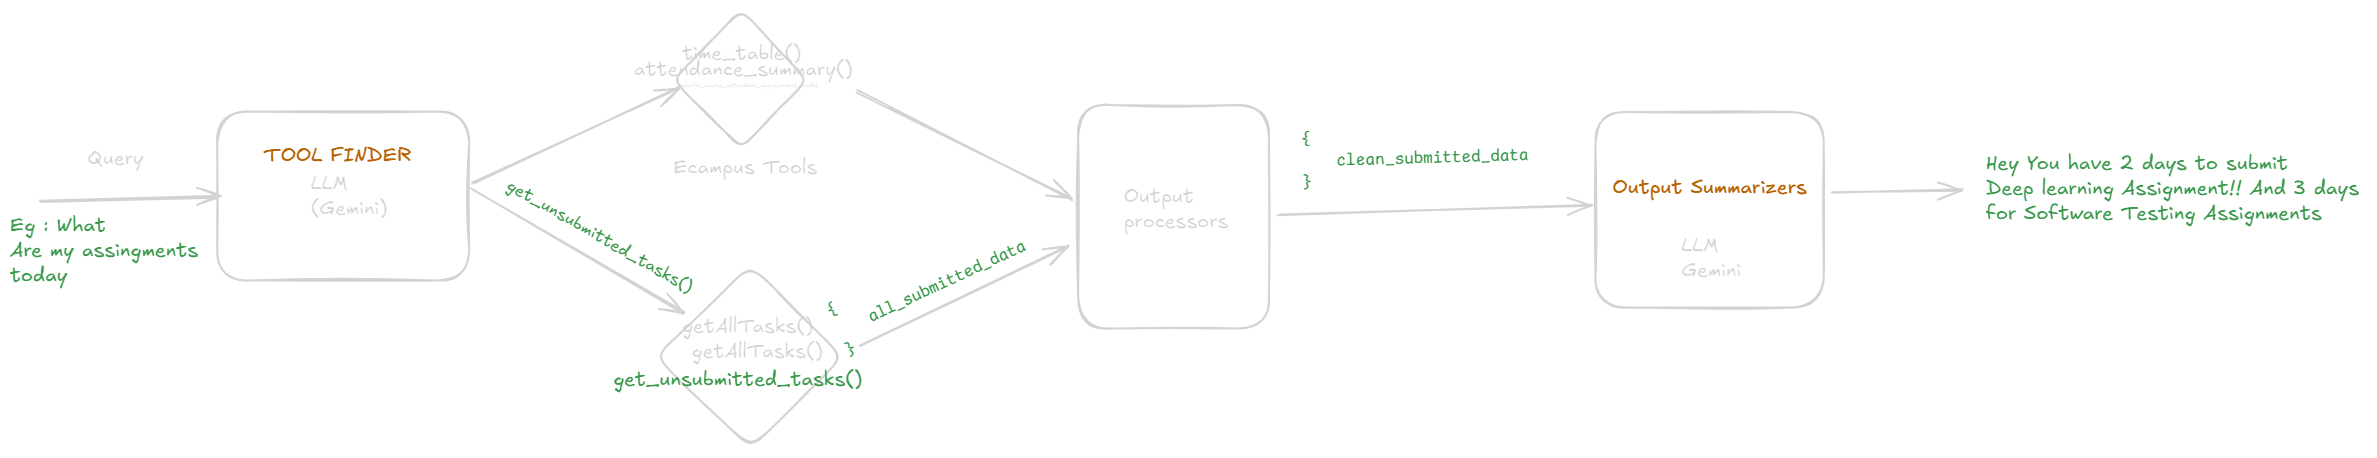 Query
Eg : What
Are my assingments
today
TOOL FINDER
LLM
(Gemini)
time_table()
attendance_summary()
Ecampus Tools
get_unsubmitted_tasks()
getAllTasks()
getAllTasks()
get_unsubmitted_tasks()
{
all_submitted_data
}
Output
processors
{
clean_submitted_data
}
Output Summarizers
LLM
Gemini
Hey You have 2 days to submit
Deep learning Assignment!! And 3 days
for Software Testing Assignments